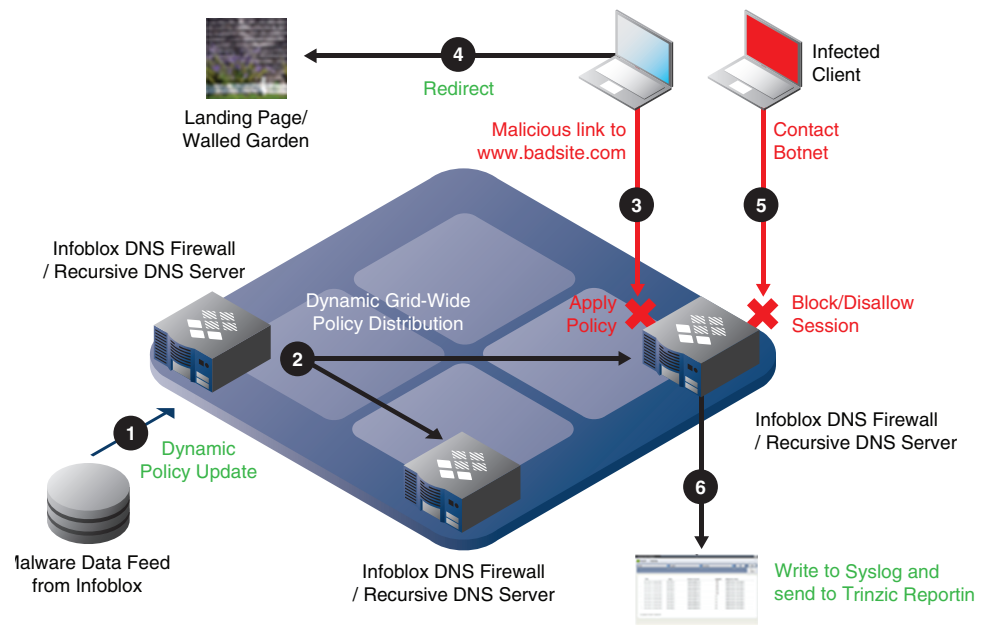 4
Redirect
Infected
Client
Landing Page/
Walled Garden
Malicious link to
www.badsite.com
Contact
Botnet
3
5
Infoblox DNS Firewall
/ Recursive DNS Server
Dynamic Grid-Wide
Policy Distribution
Apply
Policy
Block/Disallow
Session
2
1
Dynamic
Policy Update
Infoblox DNS Firewall
/ Recursive DNS Server
6
Malware Data Feed
from Infoblox
Infoblox DNS Firewall
/ Recursive DNS Server
Write to Syslog and
send to Trinzic Reportin